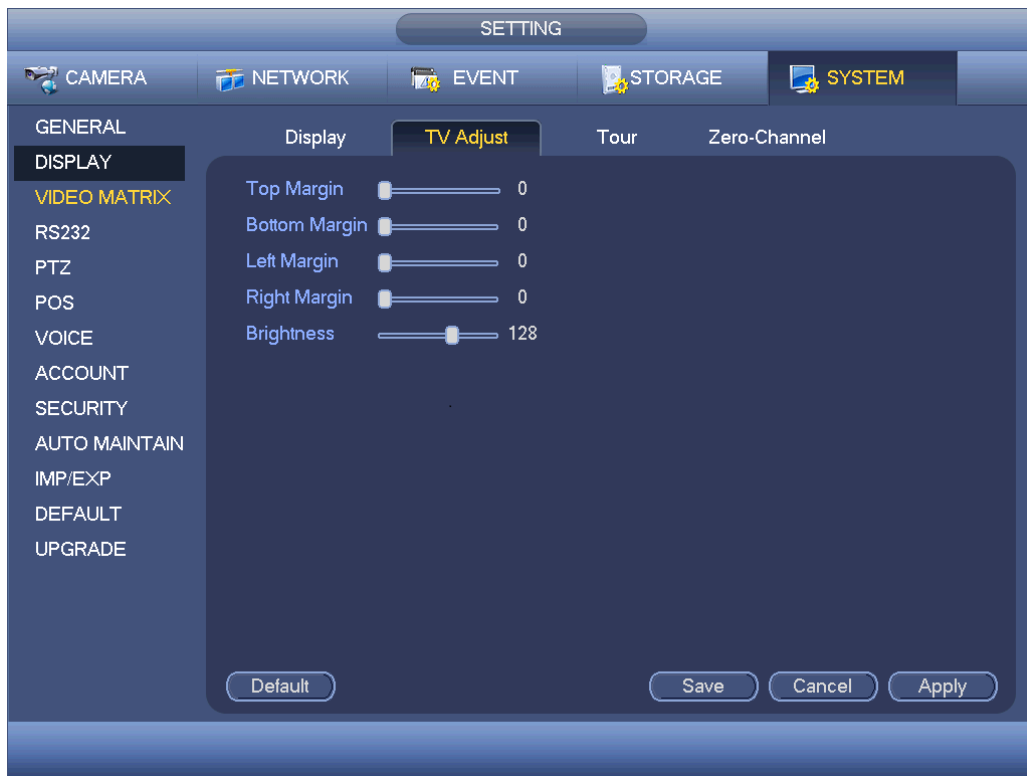 SETTING
CAMERA NETWORK EVENT STORAGE SYSTEM
GENERAL
DISPLAY
VIDEO MATRIX
RS232
PTZ
POS
VOICE
ACCOUNT
SECURITY
AUTO MAINTAIN
IMP/EXP
DEFAULT
UPGRADE
Display TV Adjust Tour Zero-Channel
Top Margin 0
Bottom Margin 0
Left Margin 0
Right Margin 0
Brightness 128
Default Save Cancel Apply